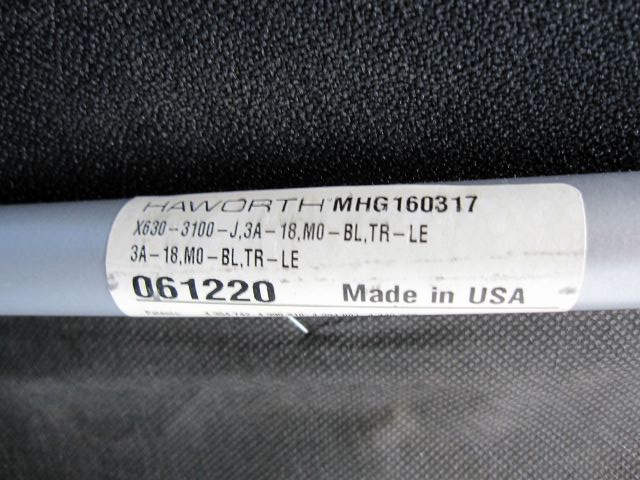 HAWORTH MHG160317
X630-3100-J,3A-18,M0-BL,TR-LE
3A-18,M0-BL,TR-LE
061220 Made in USA